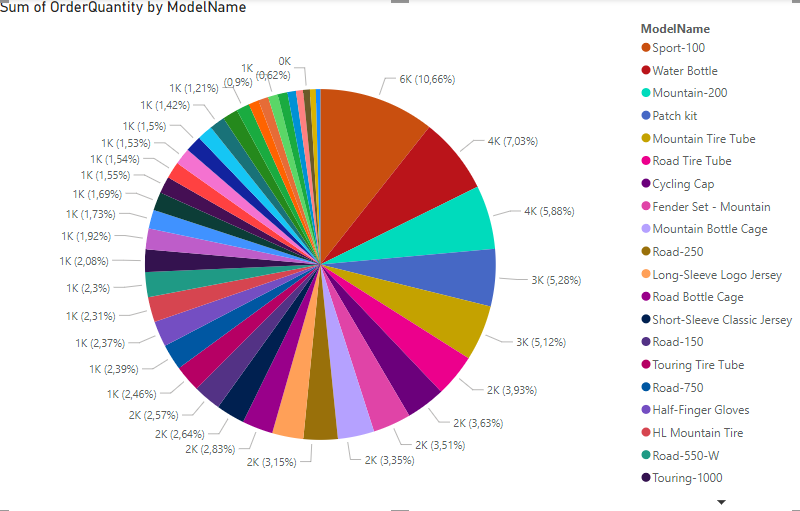 Sum of OrderQuantity by ModelName
0K
1K (0,62%)
1K (0,9%)
1K (1,21%)
1K (1,42%)
1K (1,5%)
1K (1,53%)
1K (1,54%)
1K (1,55%)
1K (1,69%)
1K (1,73%)
1K (1,92%)
1K (2,08%)
1K (2,3%)
1K (2,31%)
1K (2,37%)
1K (2,39%)
1K (2,46%)
2K (2,57%)
2K (2,64%)
2K (2,83%)
2K (3,15%)
2K (3,35%)
2K (3,51%)
2K (3,63%)
2K (3,93%)
3K (5,12%)
3K (5,28%)
4K (5,88%)
4K (7,03%)
6K (10,66%)
ModelName
Sport-100
Water Bottle
Mountain-200
Patch kit
Mountain Tire Tube
Road Tire Tube
Cycling Cap
Fender Set - Mountain
Mountain Bottle Cage
Road-250
Long-Sleeve Logo Jersey
Road Bottle Cage
Short-Sleeve Classic Jersey
Road-150
Touring Tire Tube
Road-750
Half-Finger Gloves
HL Mountain Tire
Road-550-W
Touring-1000